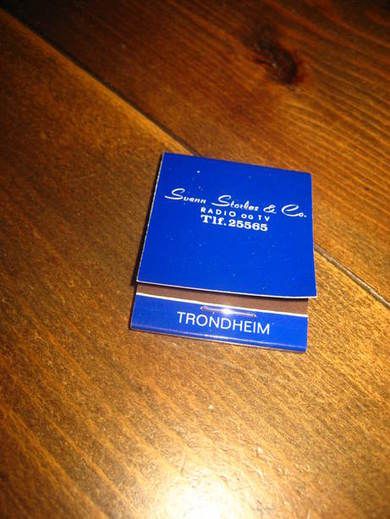 Svenn Storløs & Co.
RADIO OG TV
Tlf. 25565
TRONDHEIM